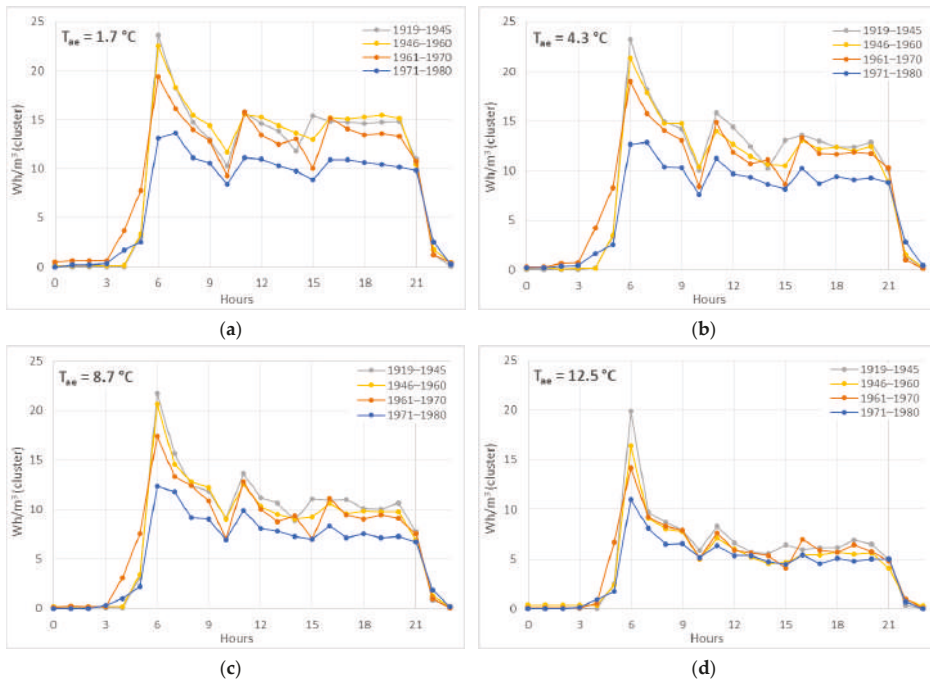 T_ae = 1.7 °C
1919–1945
1946–1960
1961–1970
1971–1980
Wh/m³ (cluster)
25
20
15
10
5
0
0 3 6 9 12 15 18 21
Hours
(a)
T_ae = 4.3 °C
1919–1945
1946–1960
1961–1970
1971–1980
Wh/m³ (cluster)
25
20
15
10
5
0
0 3 6 9 12 15 18 21
Hours
(b)
T_ae = 8.7 °C
1919–1945
1946–1960
1961–1970
1971–1980
Wh/m³ (cluster)
25
20
15
10
5
0
0 3 6 9 12 15 18 21
Hours
(c)
T_ae = 12.5 °C
1919–1945
1946–1960
1961–1970
1971–1980
Wh/m³ (cluster)
25
20
15
10
5
0
0 3 6 9 12 15 18 21
Hours
(d)